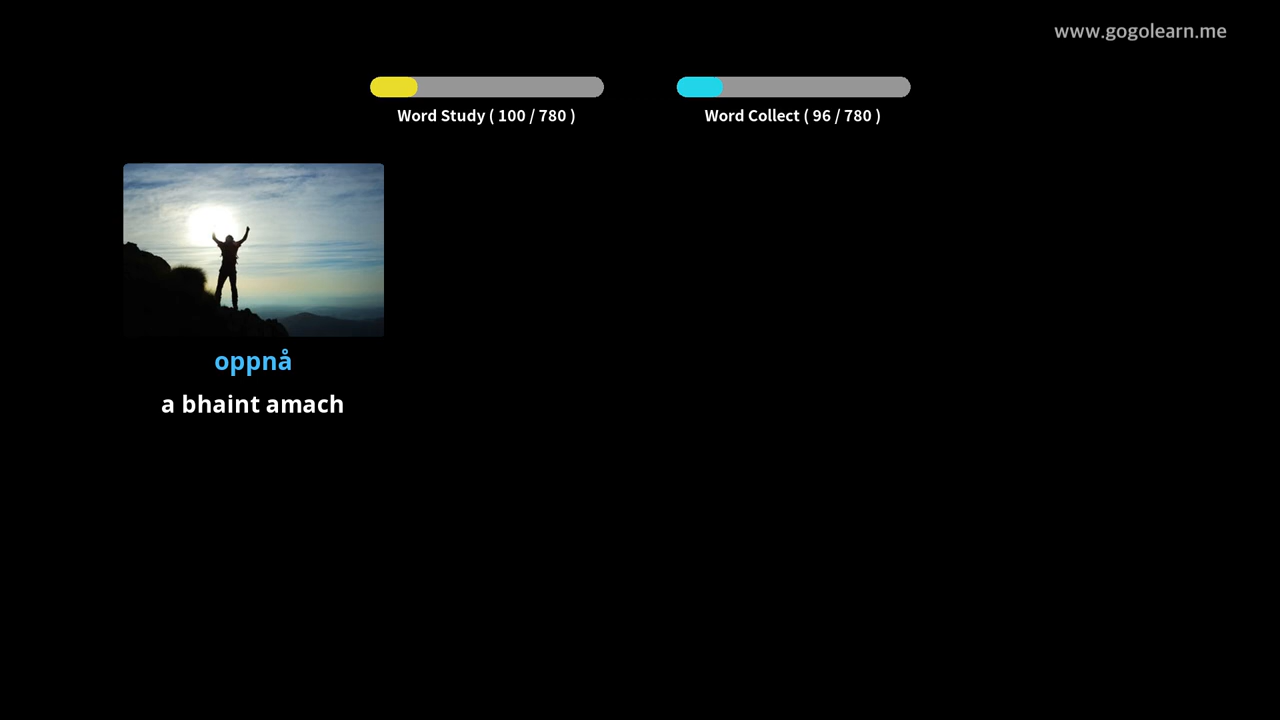 www.gogolearn.me
Word Study ( 100 / 780 )
Word Collect ( 96 / 780 )
oppnå
a bhaint amach